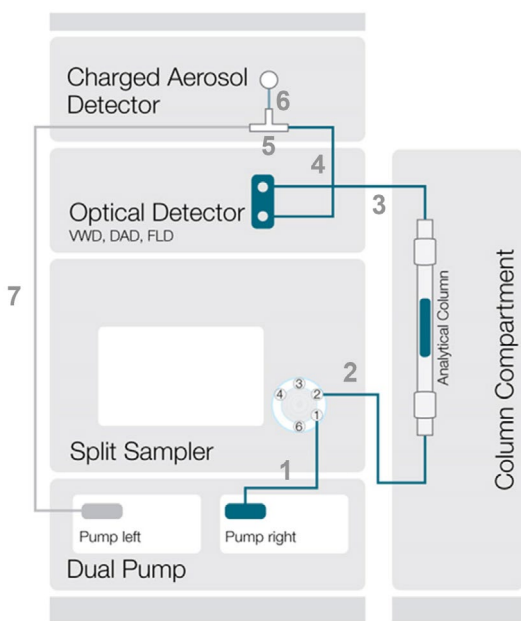 Charged Aerosol
Detector
6
5
4
Optical Detector
VWD, DAD, FLD
3
7
Analytical Column
Column Compartment
2
3
4
2
1
6
Split Sampler
1
Pump left
Pump right
Dual Pump